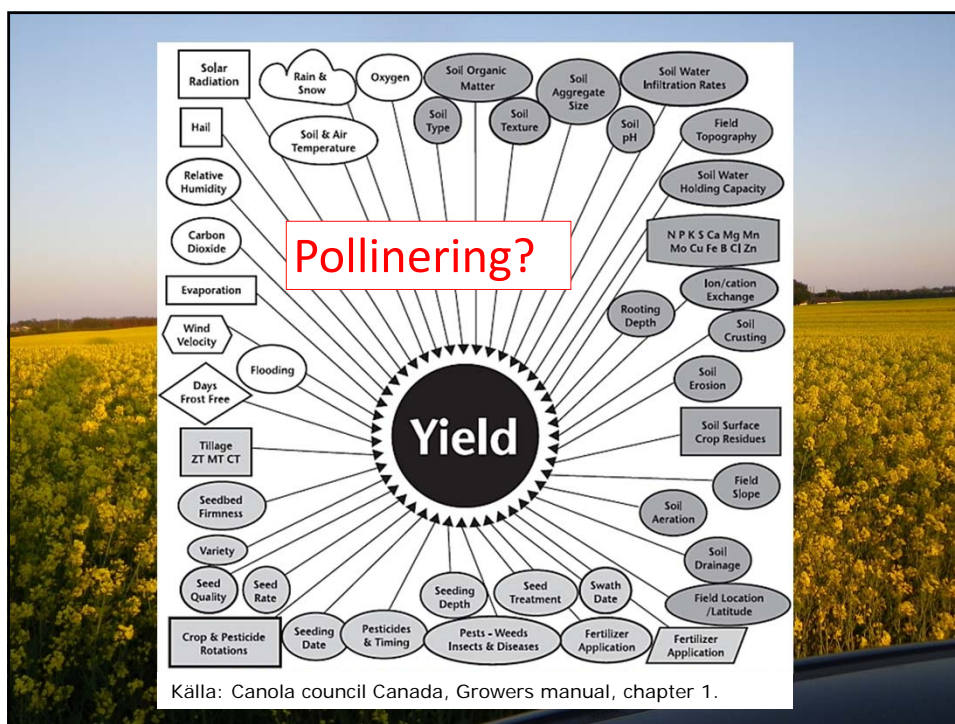 Solar
Radiation
Rain &
Snow
Oxygen
Soil Organic
Matter
Soil
Aggregate
Size
Soil Water
Infiltration Rates
Hail
Soil & Air
Temperature
Soil
Type
Soil
Texture
Soil
pH
Field
Topography
Relative
Humidity
Soil Water
Holding Capacity
Carbon
Dioxide
Pollinering?
N P K S Ca Mg Mn
Mo Cu Fe B Cl Zn
Evaporation
Rooting
Depth
Ion/cation
Exchange
Wind
Velocity
Soil
Crusting
Flooding
Days
Frost Free
Soil
Erosion
Yield
Tillage
ZT MT CT
Soil Surface
Crop Residues
Seedbed
Firmness
Field
Slope
Soil
Aeration
Variety
Soil
Drainage
Seed
Quality
Seed
Rate
Seeding
Depth
Seed
Treatment
Swath
Date
Field Location
/Latitude
Crop & Pesticide
Rotations
Seeding
Date
Pesticides
& Timing
Pests - Weeds
Insects & Diseases
Fertilizer
Application
Fertilizer
Application
Källa: Canola council Canada, Growers manual, chapter 1.